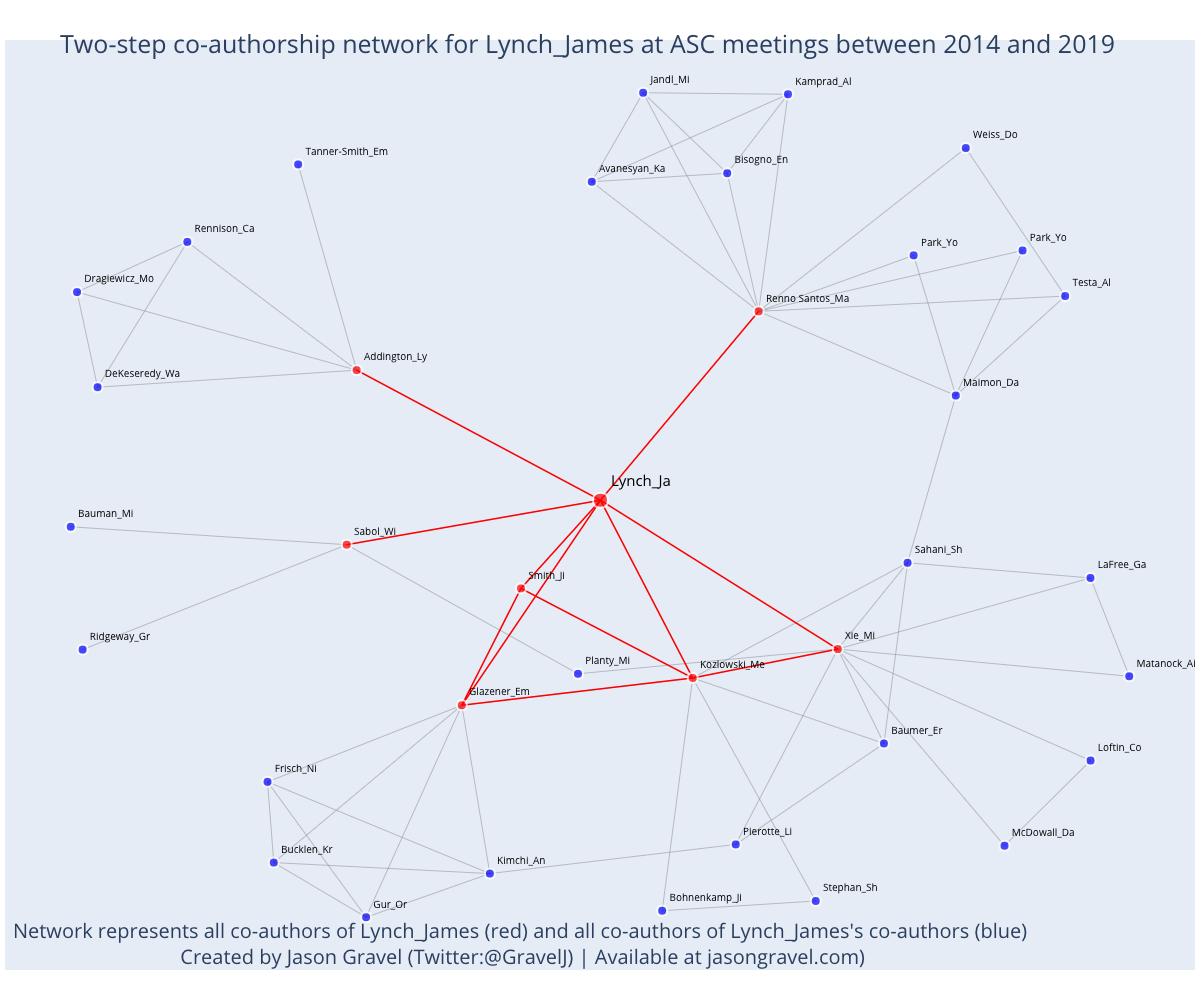 Two-step co-authorship network for Lynch_James at ASC meetings between 2014 and 2019
Jandl_Mi
Kamprad_Al
Weiss_Do
Tanner-Smith_Em
Bisogno_En
Avanesyan_Ka
Rennison_Ca
Park_Yo
Park_Yo
Dragiewicz_Mo
Testa_Al
Renno Santos_Ma
Addington_Ly
DeKeseredy_Wa
Maimon_Da
Lynch_Ja
Bauman_Mi
Sabol_Wi
Sahani_Sh
LaFree_Ga
Smith_Ji
Ridgeway_Gr
Xie_Mi
Planty_Mi
Kozlowski_Me
Matanock_Ai
Glazener_Em
Baumer_Er
Loftin_Co
Frisch_Ni
Pierotte_Li
McDowall_Da
Bucklen_Kr
Kimchi_An
Stephan_Sh
Bohnenkamp_Ji
Gur_Or
Network represents all co-authors of Lynch_James (red) and all co-authors of Lynch_James's co-authors (blue)
Created by Jason Gravel (Twitter:@GravelJ) | Available at jasongravel.com)